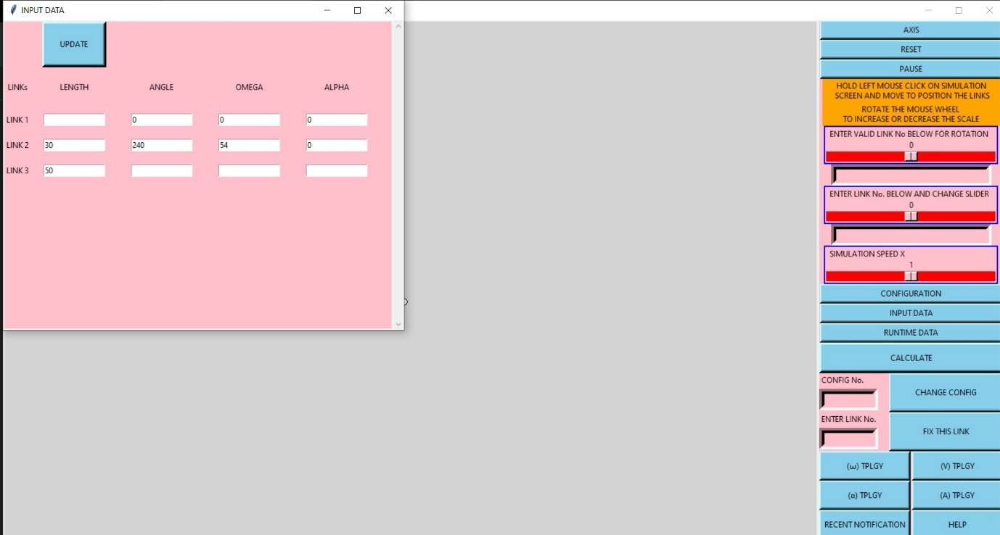 INPUT DATA
UPDATE
LINKs LENGTH ANGLE OMEGA ALPHA
LINK 1 0 0 0
LINK 2 30 240 54 0
LINK 3 50
AXIS
RESET
PAUSE
HOLD LEFT MOUSE CLICK ON SIMULATION
SCREEN AND MOVE TO POSITION THE LINKS
ROTATE THE MOUSE WHEEL
TO INCREASE OR DECREASE THE SCALE
ENTER VALID LINK No BELOW FOR ROTATION
0
ENTER LINK No. BELOW AND CHANGE SLIDER
0
SIMULATION SPEED X
1
CONFIGURATION
INPUT DATA
RUNTIME DATA
CALCULATE
CONFIG No.
CHANGE CONFIG
ENTER LINK No.
FIX THIS LINK
(ω) TPLGY (V) TPLGY
(α) TPLGY (A) TPLGY
RECENT NOTIFICATION HELP